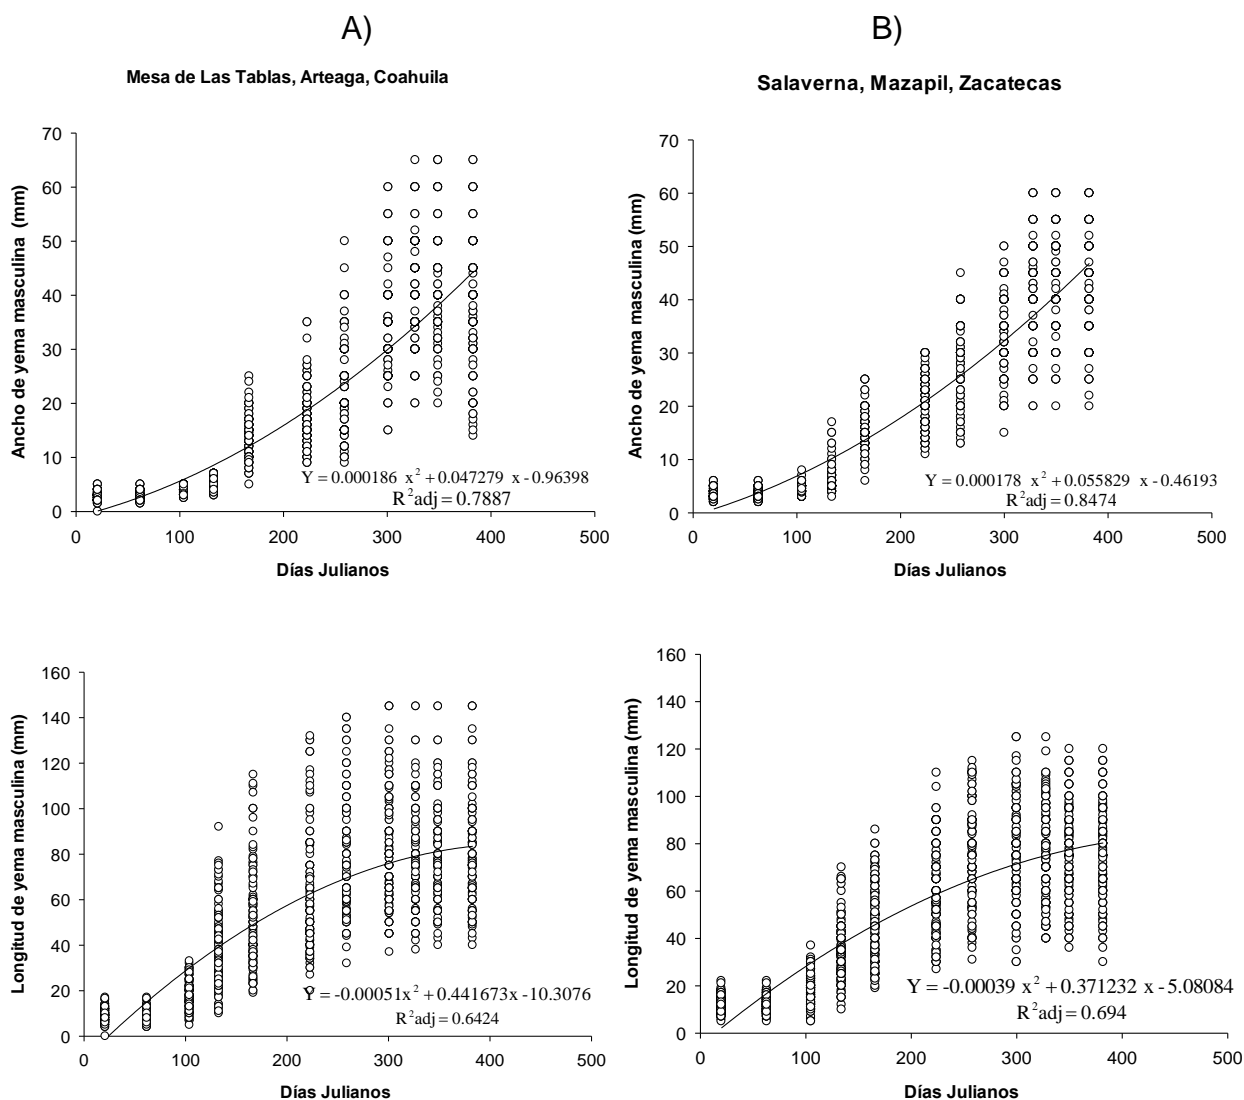 A)
B)
Mesa de Las Tablas, Arteaga, Coahuila
Salaverna, Mazapil, Zacatecas
Ancho de yema masculina (mm)
70
60
50
40
30
20
10
0
Y = 0.000186 x² + 0.047279 x - 0.96398
R²adj = 0.7887
0 100 200 300 400 500
Días Julianos
Ancho de yema masculina (mm)
70
60
50
40
30
20
10
0
Y = 0.000178 x² + 0.055829 x - 0.46193
R²adj = 0.8474
0 100 200 300 400 500
Días Julianos
Longitud de yema masculina (mm)
160
140
120
100
80
60
40
20
0
Y = -0.00051x² + 0.441673x -10.3076
R²adj = 0.6424
0 100 200 300 400 500
Días Julianos
Longitud de yema masculina (mm)
160
140
120
100
80
60
40
20
0
Y = -0.00039 x² + 0.371232 x - 5.08084
R²adj = 0.694
0 100 200 300 400 500
Días Julianos